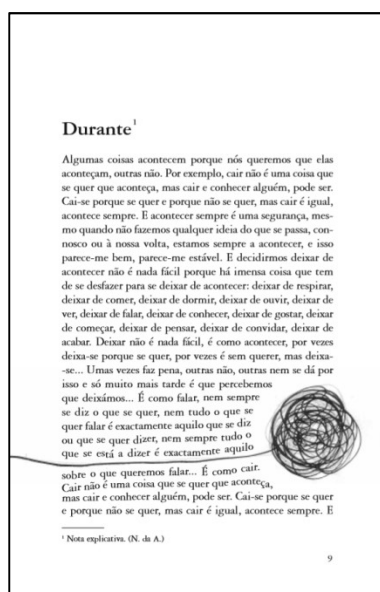 Durante¹
Algumas coisas acontecem porque nós queremos que elas
aconteçam, outras não. Por exemplo, cair não é uma coisa que
se quer que aconteça, mas cair e conhecer alguém, pode ser.
Cai-se porque se quer e porque não se quer, mas cair é igual,
acontece sempre. E acontecer sempre é uma segurança, mes-
mo quando não fazemos qualquer ideia do que se passa, con-
nosco ou à nossa volta, estamos sempre a acontecer, e isso
parece-me bem, parece-me estável. E decidirmos deixar de
acontecer não é nada fácil porque há imensa coisa que tem
de se desfazer para se deixar de acontecer: deixar de respirar,
deixar de comer, deixar de dormir, deixar de ouvir, deixar de
ver, deixar de falar, deixar de conhecer, deixar de gostar, deixar
de começar, deixar de pensar, deixar de convidar, deixar de
acabar. Deixar não é nada fácil, é como acontecer, por vezes
deixa-se porque se quer, por vezes é sem querer, mas deixa-
-se... Umas vezes faz pena, outras não, outras nem se dá por
isso e só muito mais tarde é que percebemos
que deixámos... É como falar, nem sempre
se diz o que se quer, nem tudo o que se
quer falar é exactamente aquilo que se diz
ou que se quer dizer, nem sempre tudo o
que se está a dizer é exactamente aquilo
sobre o que queremos falar... É como cair.
Cair não é uma coisa que se quer que aconteça,
mas cair e conhecer alguém, pode ser. Cai-se porque se quer
e porque não se quer, mas cair é igual, acontece sempre. E
¹ Nota explicativa. (N. da A.)
9